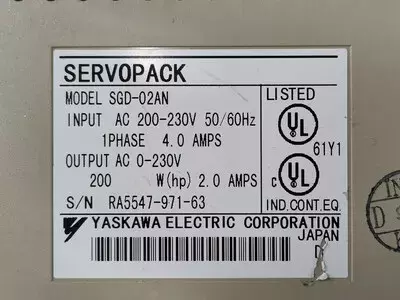 SERVOPACK
MODEL SGD-02AN
INPUT AC 200-230V 50/60Hz
1PHASE 4.0 AMPS
OUTPUT AC 0-230V
200 W(hp) 2.0 AMPS
S/N RA5547-971-63
LISTED
UL
61Y1
c UL
IND.CONT.EQ.
YASKAWA ELECTRIC CORPORATION
JAPAN